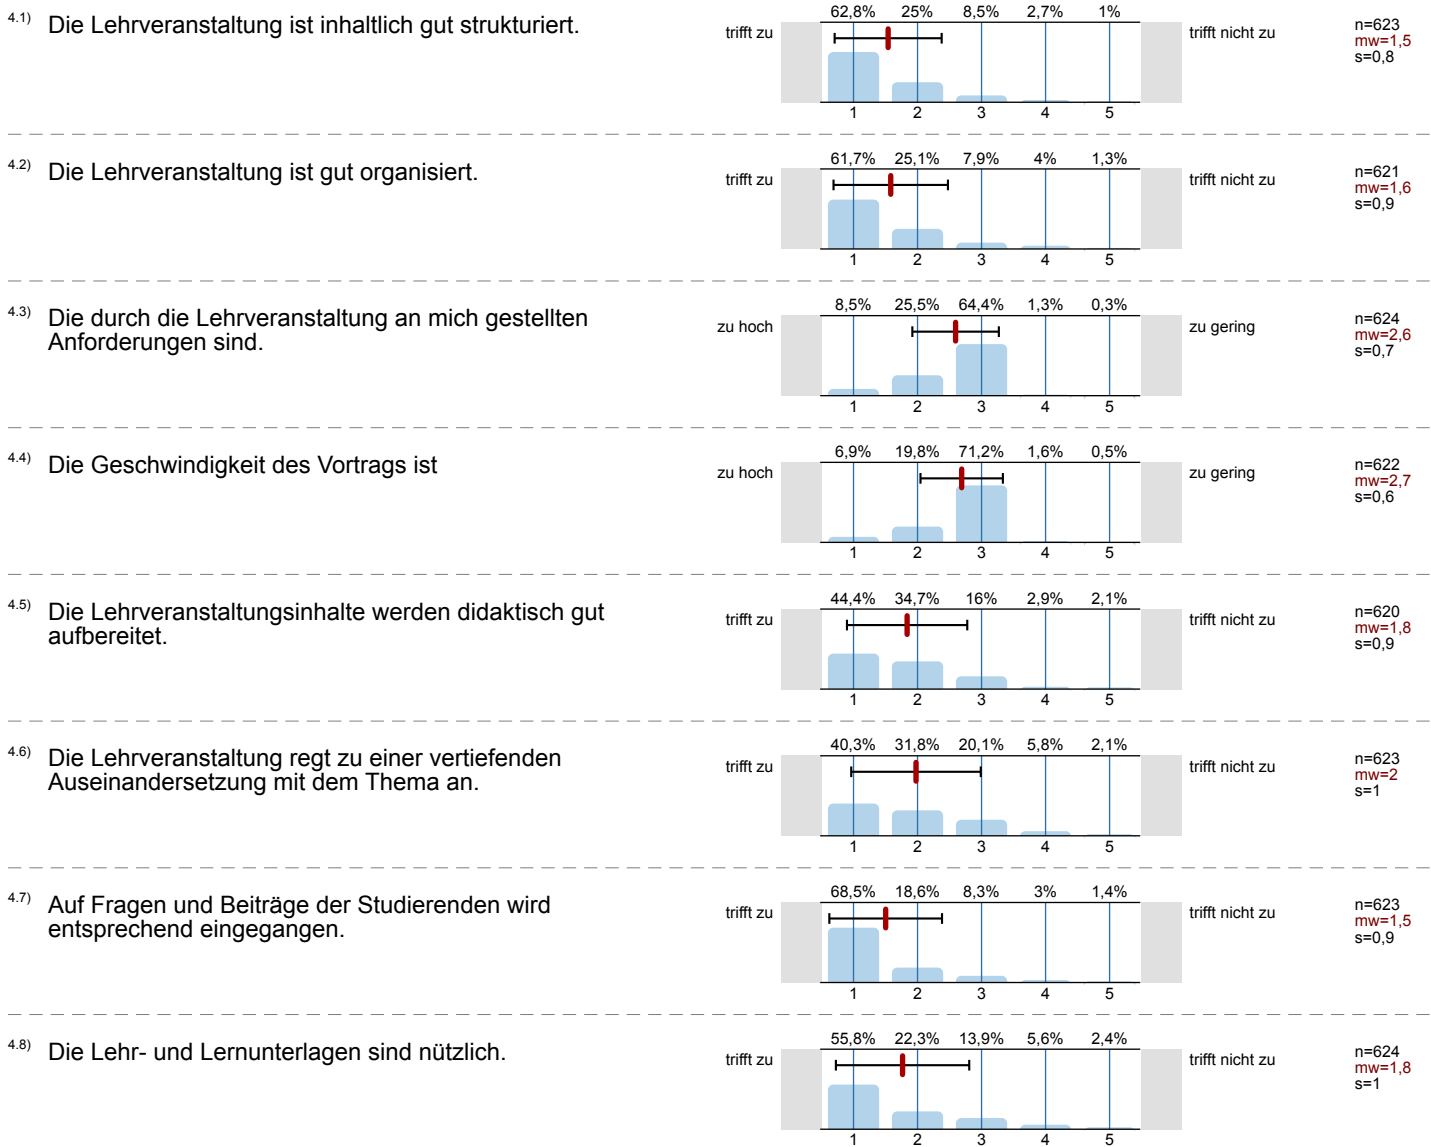 4.1) Die Lehrveranstaltung ist inhaltlich gut strukturiert.
62,8% 25% 8,5% 2,7% 1%
trifft zu trifft nicht zu
n=623
mw=1,5
s=0,8
1 2 3 4 5
4.2) Die Lehrveranstaltung ist gut organisiert.
61,7% 25,1% 7,9% 4% 1,3%
trifft zu trifft nicht zu
n=621
mw=1,6
s=0,9
1 2 3 4 5
4.3) Die durch die Lehrveranstaltung an mich gestellten
Anforderungen sind.
8,5% 25,5% 64,4% 1,3% 0,3%
zu hoch zu gering
n=624
mw=2,6
s=0,7
1 2 3 4 5
4.4) Die Geschwindigkeit des Vortrags ist
6,9% 19,8% 71,2% 1,6% 0,5%
zu hoch zu gering
n=622
mw=2,7
s=0,6
1 2 3 4 5
4.5) Die Lehrveranstaltungsinhalte werden didaktisch gut
aufbereitet.
44,4% 34,7% 16% 2,9% 2,1%
trifft zu trifft nicht zu
n=620
mw=1,8
s=0,9
1 2 3 4 5
4.6) Die Lehrveranstaltung regt zu einer vertiefenden
Auseinandersetzung mit dem Thema an.
40,3% 31,8% 20,1% 5,8% 2,1%
trifft zu trifft nicht zu
n=623
mw=2
s=1
1 2 3 4 5
4.7) Auf Fragen und Beiträge der Studierenden wird
entsprechend eingegangen.
68,5% 18,6% 8,3% 3% 1,4%
trifft zu trifft nicht zu
n=623
mw=1,5
s=0,9
1 2 3 4 5
4.8) Die Lehr- und Lernunterlagen sind nützlich.
55,8% 22,3% 13,9% 5,6% 2,4%
trifft zu trifft nicht zu
n=624
mw=1,8
s=1
1 2 3 4 5